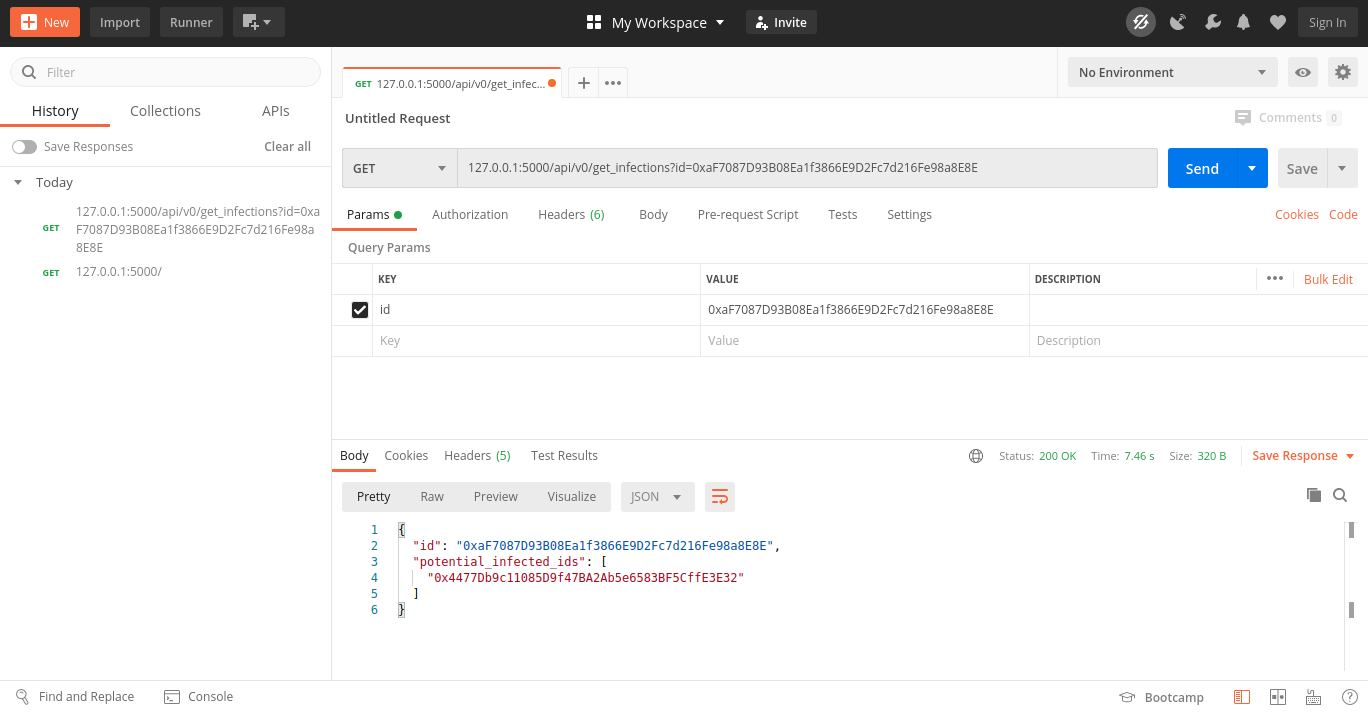 New Import Runner My Workspace Invite Sign In
Filter
GET 127.0.0.1:5000/api/v0/get_infec... No Environment
History Collections APIs
Untitled Request Comments 0
Save Responses Clear all
GET 127.0.0.1:5000/api/v0/get_infections?id=0xaF7087D93B08Ea1f3866E9D2Fc7d216Fe98a8E8E Send Save
Today
127.0.0.1:5000/api/v0/get_infections?id=0xa
GET F7087D93B08Ea1f3866E9D2Fc7d216Fe98a
8E8E
GET 127.0.0.1:5000/
Params Authorization Headers (6) Body Pre-request Script Tests Settings Cookies Code
Query Params
KEY VALUE DESCRIPTION ••• Bulk Edit
id 0xaF7087D93B08Ea1f3866E9D2Fc7d216Fe98a8E8E
Key Value Description
Body Cookies Headers (5) Test Results Status: 200 OK Time: 7.46 s Size: 320 B Save Response
Pretty Raw Preview Visualize JSON
1 {
2 "id": "0xaF7087D93B08Ea1f3866E9D2Fc7d216Fe98a8E8E",
3 "potential_infected_ids": [
4 "0x4477Db9c11085D9f47BA2Ab5e6583BF5CffE3E32"
5 ]
6 }
Find and Replace Console Bootcamp